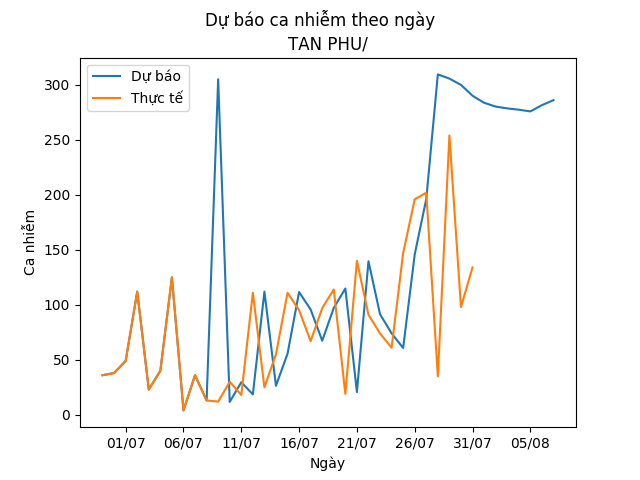 Dự báo ca nhiễm theo ngày
TAN PHU/
Dự báo
Thực tế
300
250
200
150
100
50
0
Ca nhiễm
01/07 06/07 11/07 16/07 21/07 26/07 31/07 05/08
Ngày